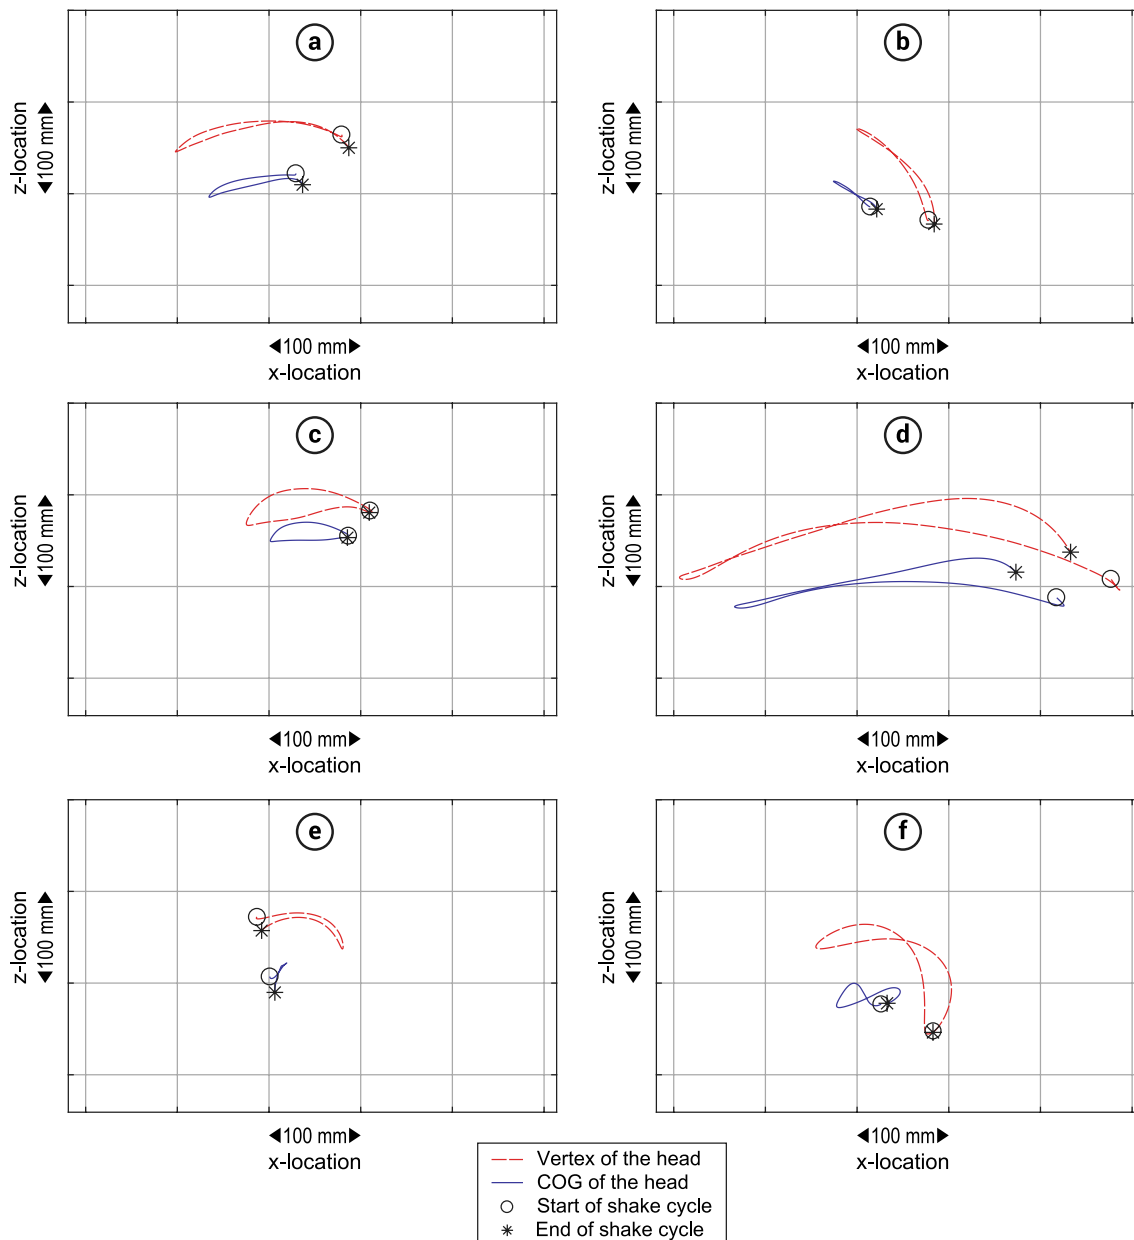 a
b
z-location
◄100 mm►
z-location
◄100 mm►
◄100 mm►
x-location
◄100 mm►
x-location
c
d
z-location
◄100 mm►
z-location
◄100 mm►
◄100 mm►
x-location
◄100 mm►
x-location
e
f
z-location
◄100 mm►
z-location
◄100 mm►
◄100 mm►
x-location
◄100 mm►
x-location
Vertex of the head
COG of the head
Start of shake cycle
End of shake cycle